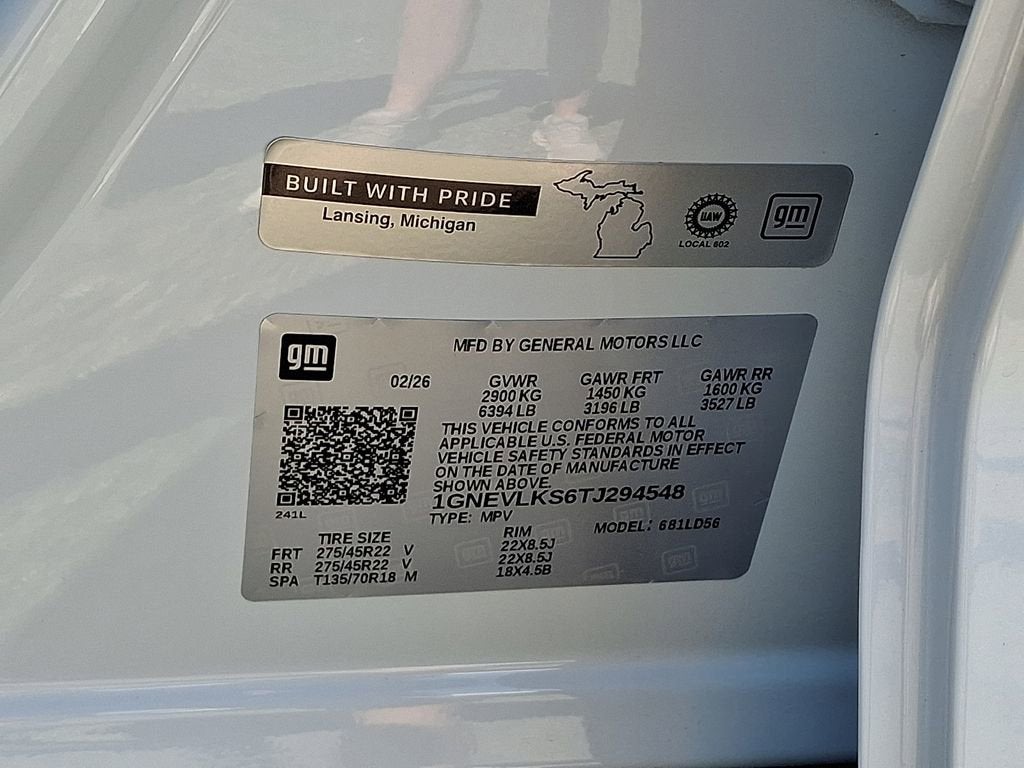 BUILT WITH PRIDE
Lansing, Michigan
UAW
LOCAL 602
gm
gm
MFD BY GENERAL MOTORS LLC
02/26 GVWR GAWR FRT GAWR RR
2900 KG 1450 KG 1600 KG
6394 LB 3196 LB 3527 LB
THIS VEHICLE CONFORMS TO ALL
APPLICABLE U.S. FEDERAL MOTOR
VEHICLE SAFETY STANDARDS IN EFFECT
ON THE DATE OF MANUFACTURE
SHOWN ABOVE.
1GNEVLKS6TJ294548
241L
TYPE: MPV MODEL: 681LD56
TIRE SIZE RIM
FRT 275/45R22 V 22X8.5J
RR 275/45R22 V 22X8.5J
SPA T135/70R18 M 18X4.5B